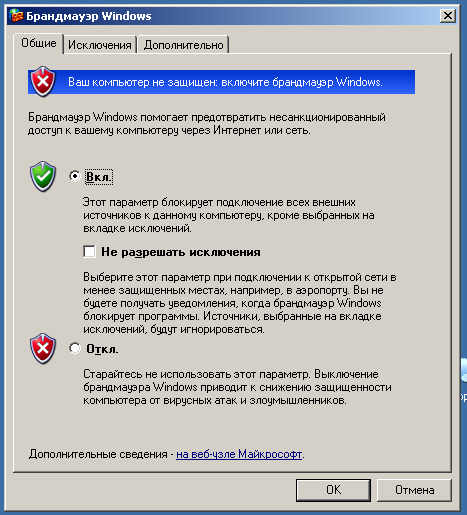 Брандмауэр Windows
Общие Исключения Дополнительно
Ваш компьютер не защищен: включите брандмауэр Windows.
Брандмауэр Windows помогает предотвратить несанкционированный
доступ к вашему компьютеру через Интернет или сеть.
Вкл.
Этот параметр блокирует подключение всех внешних
источников к данному компьютеру, кроме выбранных на
вкладке исключений.
Не разрешать исключения
Выберите этот параметр при подключении к открытой сети в
менее защищенных местах, например, в аэропорту. Вы не
будете получать уведомления, когда брандмауэр Windows
блокирует программы. Источники, выбранные на вкладке
исключений, будут игнорироваться.
Откл.
Старайтесь не использовать этот параметр. Выключение
брандмауэра Windows приводит к снижению защищенности
компьютера от вирусных атак и злоумышленников.
Дополнительные сведения - на веб-узле Майкрософт.
OK Отмена